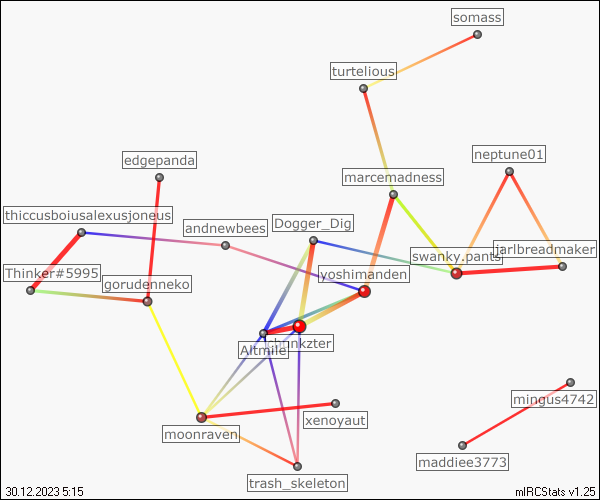 somass
turtelious
edgepanda
neptune01
marcemadness
thiccusboiusalexusjoneus
andnewbees
Dogger_Dig
swanky.pants
jarlbreadmaker
Thinker#5995
yoshimanden
gorudenneko
Altmile
chonkzter
mingus4742
xenoyaut
moonraven
maddiee3773
trash_skeleton
30.12.2023 5:15
mIRCStats v1.25